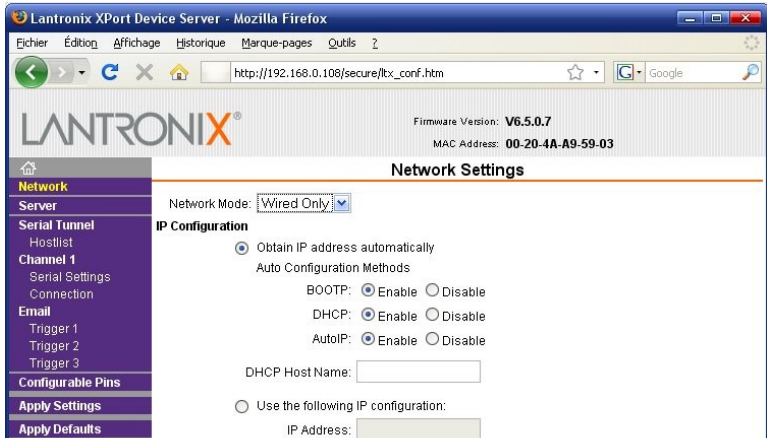 Lantronix XPort Device Server - Mozilla Firefox
Fichier Édition Affichage Historique Marque-pages Outils ?
http://192.168.0.108/secure/ltx_conf.htm G Google
LANTRONIX®
Firmware Version: V6.5.0.7
MAC Address: 00-20-4A-A9-59-03
Network Settings
Network
Server
Serial Tunnel
Hostlist
Channel 1
Serial Settings
Connection
Email
Trigger 1
Trigger 2
Trigger 3
Configurable Pins
Apply Settings
Apply Defaults
Network Mode: Wired Only
IP Configuration
Obtain IP address automatically
Auto Configuration Methods
BOOTP: Enable Disable
DHCP: Enable Disable
AutoIP: Enable Disable
DHCP Host Name:
Use the following IP configuration:
IP Address: